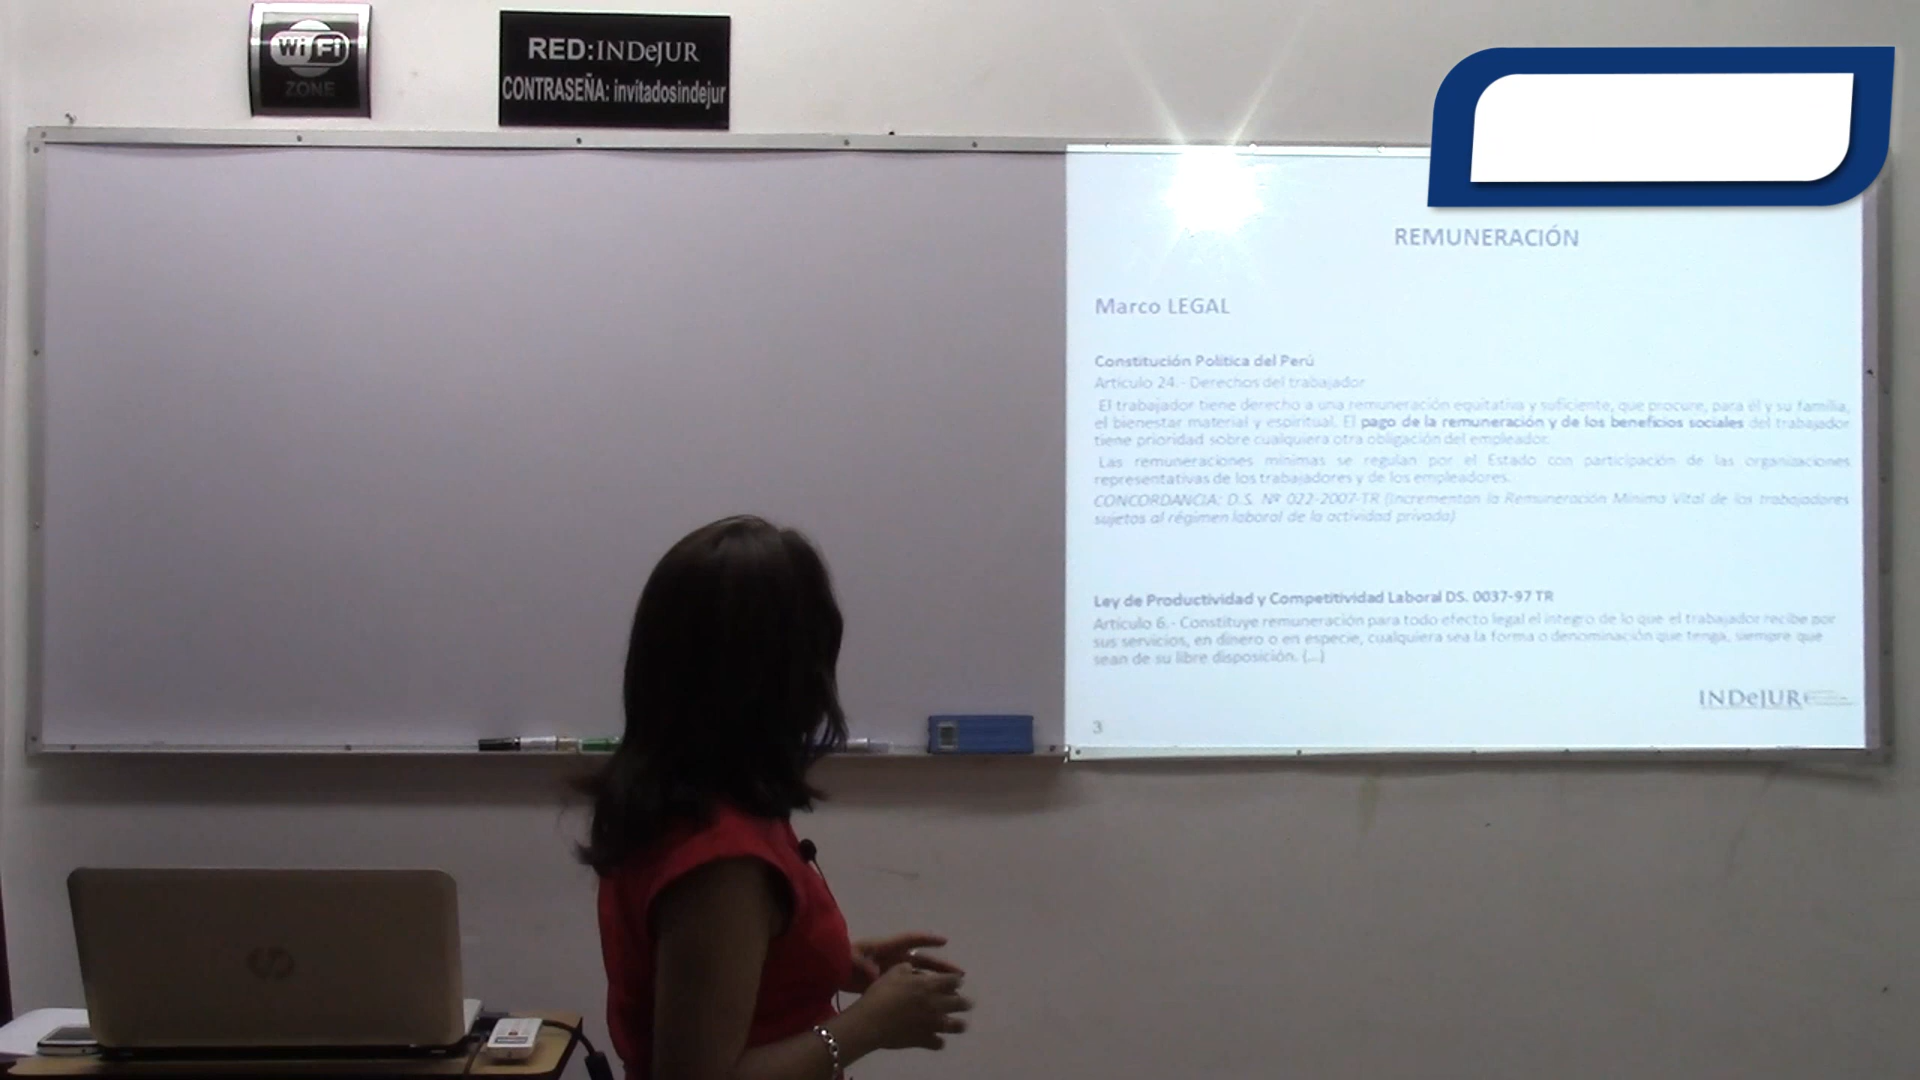 Wi Fi
ZONE
RED:INDeJUR
CONTRASEÑA: invitadosindejur
REMUNERACIÓN
Marco LEGAL
Constitución Política del Perú
Artículo 24.- Derechos del trabajador
El trabajador tiene derecho a una remuneración equitativa y suficiente, que procure, para él y su familia,
el bienestar material y espiritual. El pago de la remuneración y de los beneficios sociales del trabajador
tiene prioridad sobre cualquiera otra obligación del empleador.
Las remuneraciones mínimas se regulan por el Estado con participación de las organizaciones
representativas de los trabajadores y de los empleadores.
CONCORDANCIA: D.S. Nº 022-2007-TR (Incrementan la Remuneración Mínima Vital de los trabajadores
sujetos al régimen laboral de la actividad privada)
Ley de Productividad y Competitividad Laboral DS. 0037-97 TR
Artículo 6.- Constituye remuneración para todo efecto legal el íntegro de lo que el trabajador recibe por
sus servicios, en dinero o en especie, cualquiera sea la forma o denominación que tenga, siempre que
sean de su libre disposición. (...)
INDeJUR
3